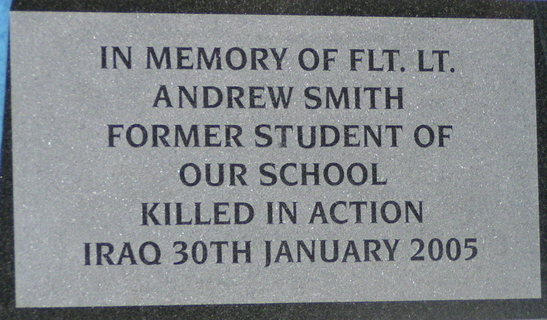 IN MEMORY OF FLT. LT.
ANDREW SMITH
FORMER STUDENT OF
OUR SCHOOL
KILLED IN ACTION
IRAQ 30TH JANUARY 2005